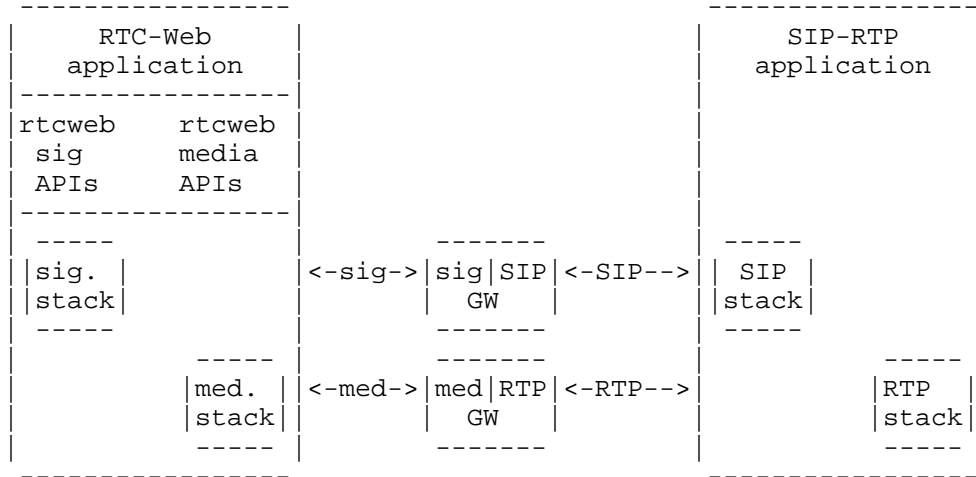 RTC-Web SIP-RTP
application application
rtcweb rtcweb
sig media
APIs APIs
sig. <-sig-> sig|SIP <-SIP--> SIP
stack GW stack
med. <-med-> med|RTP <-RTP--> RTP
stack GW stack